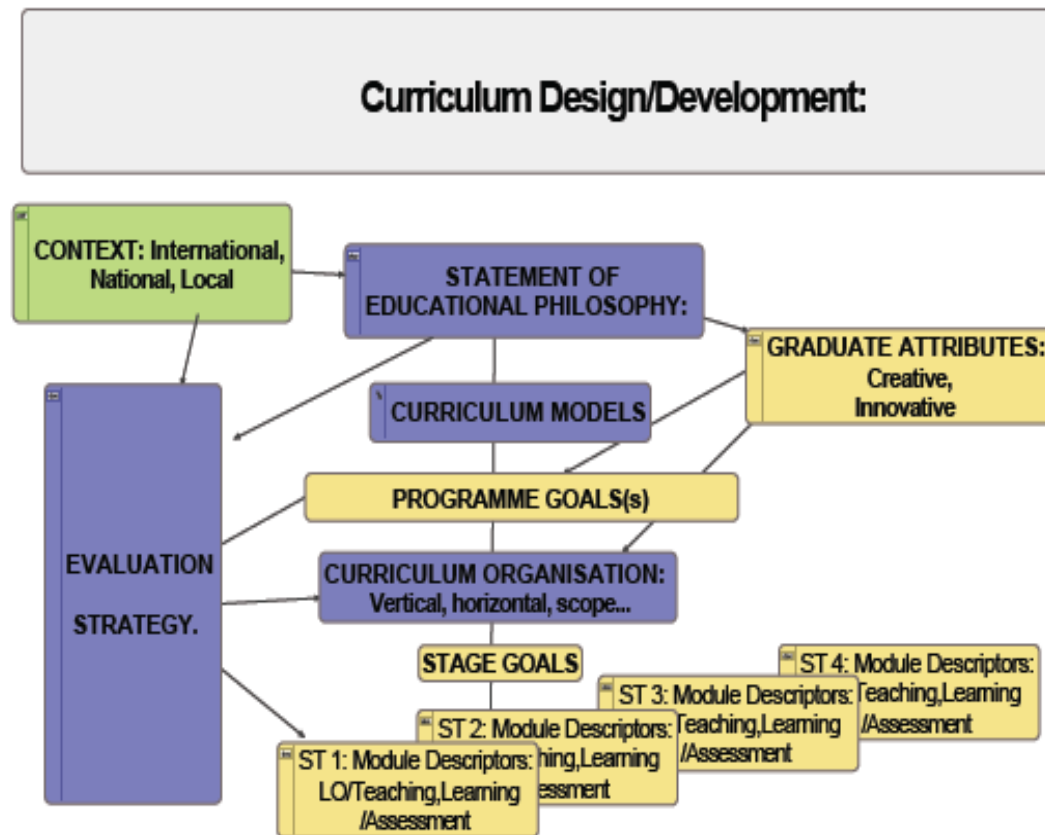 Curriculum Design/Development:
CONTEXT: International,
National, Local
STATEMENT OF
EDUCATIONAL PHILOSOPHY:
GRADUATE ATTRIBUTES:
Creative,
Innovative
CURRICULUM MODELS
PROGRAMME GOALS(s)
EVALUATION
STRATEGY.
CURRICULUM ORGANISATION:
Vertical, horizontal, scope...
STAGE GOALS
ST 4: Module Descriptors:
Teaching,Learning
/Assessment
ST 3: Module Descriptors:
Teaching,Learning
/Assessment
ST 2: Module Descriptors:
Learning
ST 1: Module Descriptors:
LO/Teaching,Learning
/Assessment